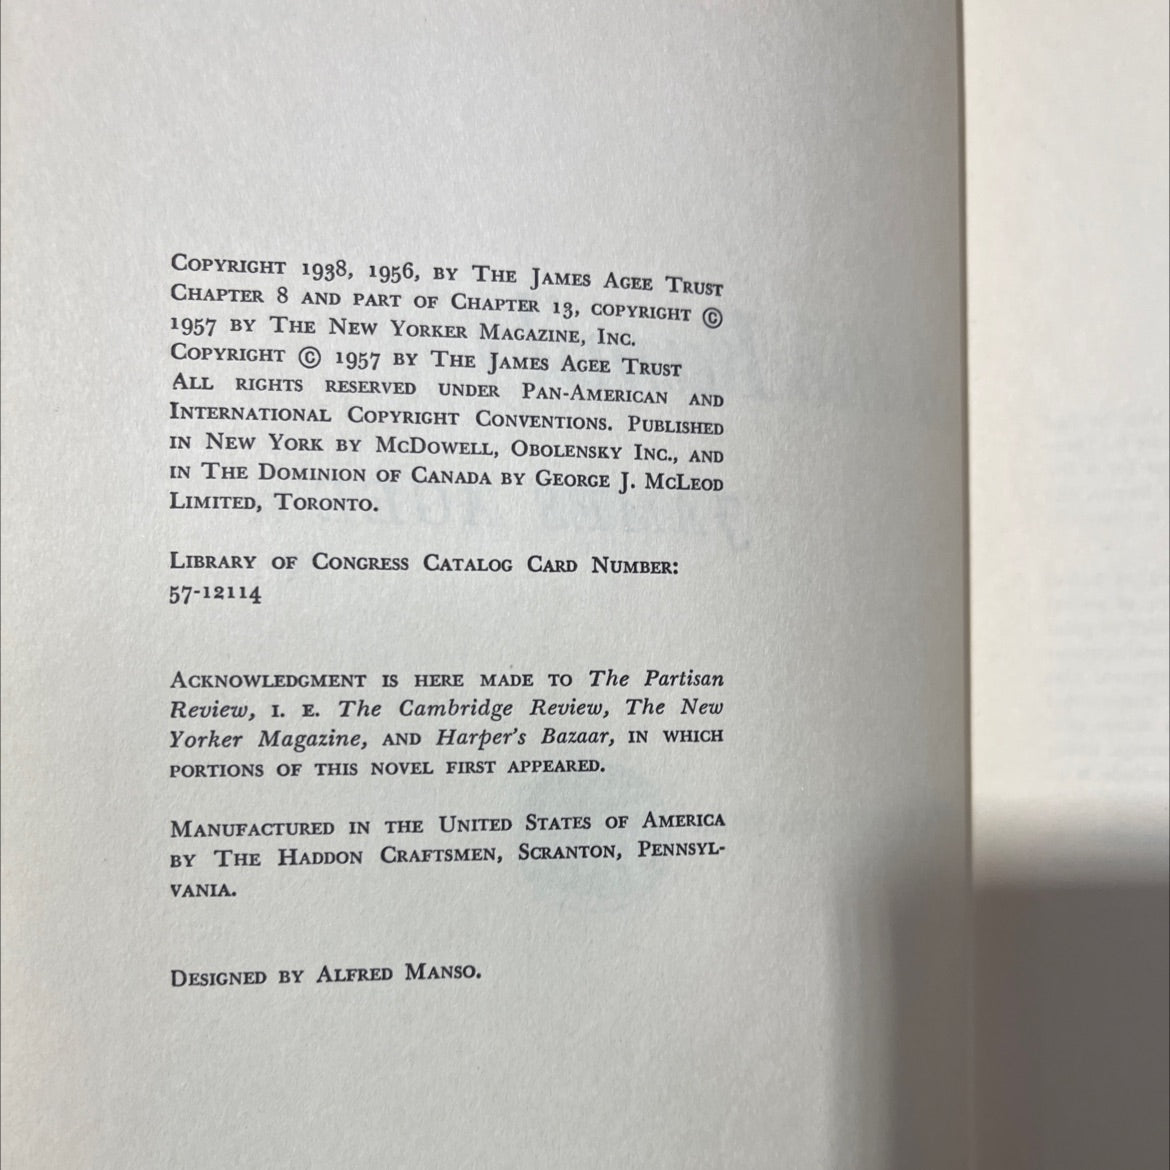 Copyright 1938, 1956, by The James Agee Trust
Chapter 8 and part of Chapter 13, copyright ©
1957 by The New Yorker Magazine, Inc.
Copyright © 1957 by The James Agee Trust
All rights reserved under Pan-American and
International Copyright Conventions. Published
in New York by McDowell, Obolensky Inc., and
in The Dominion of Canada by George J. McLeod
Limited, Toronto.
Library of Congress Catalog Card Number:
57-12114
Acknowledgment is here made to The Partisan
Review, i. e. The Cambridge Review, The New
Yorker Magazine, and Harper's Bazaar, in which
portions of this novel first appeared.
Manufactured in the United States of America
by The Haddon Craftsmen, Scranton, Pennsyl-
vania.
Designed by Alfred Manso.